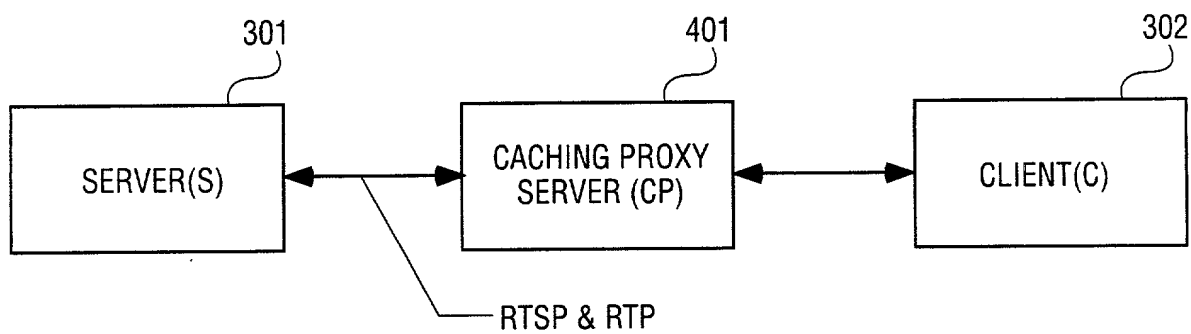 301
401
302
SERVER(S)
CACHING PROXY
SERVER (CP)
CLIENT(C)
RTSP & RTP